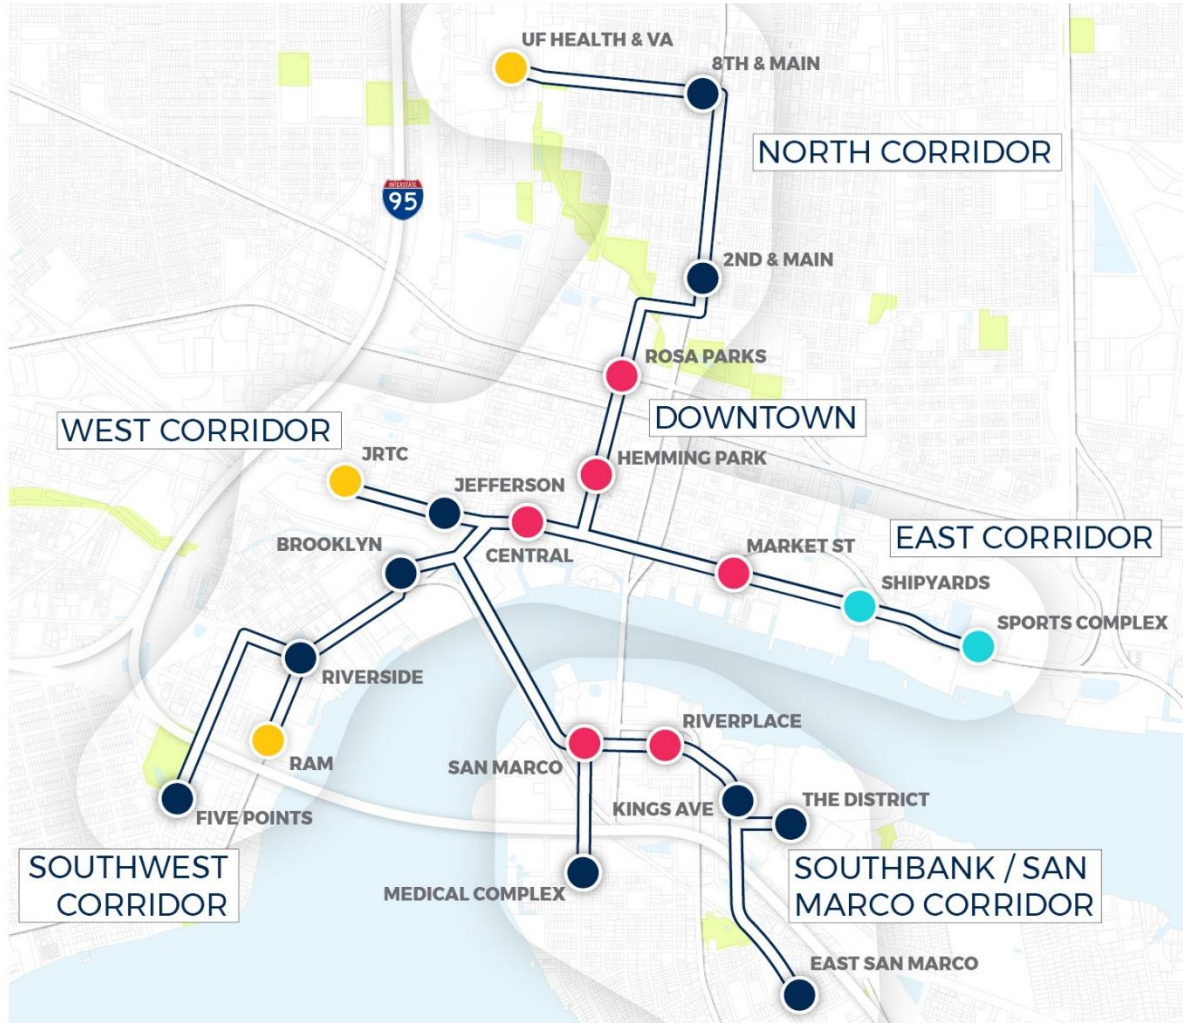 UF HEALTH & VA
8TH & MAIN
NORTH CORRIDOR
INTERSTATE
95
2ND & MAIN
ROSA PARKS
DOWNTOWN
WEST CORRIDOR
JRTC
HEMMING PARK
JEFFERSON
EAST CORRIDOR
BROOKLYN
CENTRAL
MARKET ST
SHIPYARDS
SPORTS COMPLEX
RIVERSIDE
RIVERPLACE
RAM
SAN MARCO
KINGS AVE
THE DISTRICT
FIVE POINTS
SOUTHWEST
CORRIDOR
SOUTHBANK / SAN
MARCO CORRIDOR
MEDICAL COMPLEX
EAST SAN MARCO